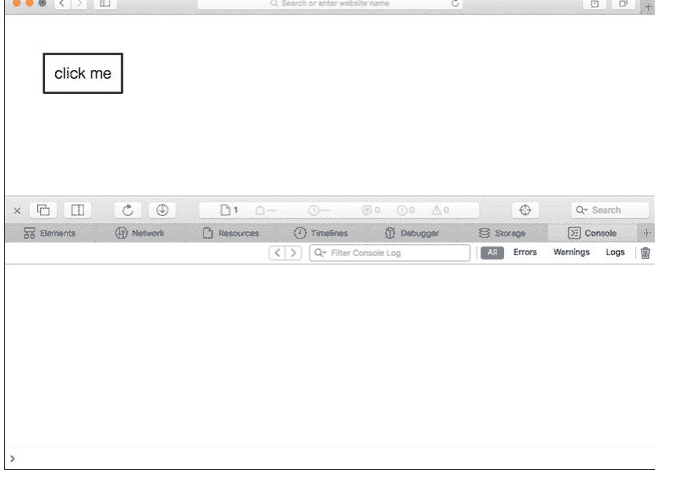 Search or enter website name
click me
1 — — 0 0 0 Search
Elements Network Resources Timelines Debugger Storage Console
Filter Console Log All Errors Warnings Logs